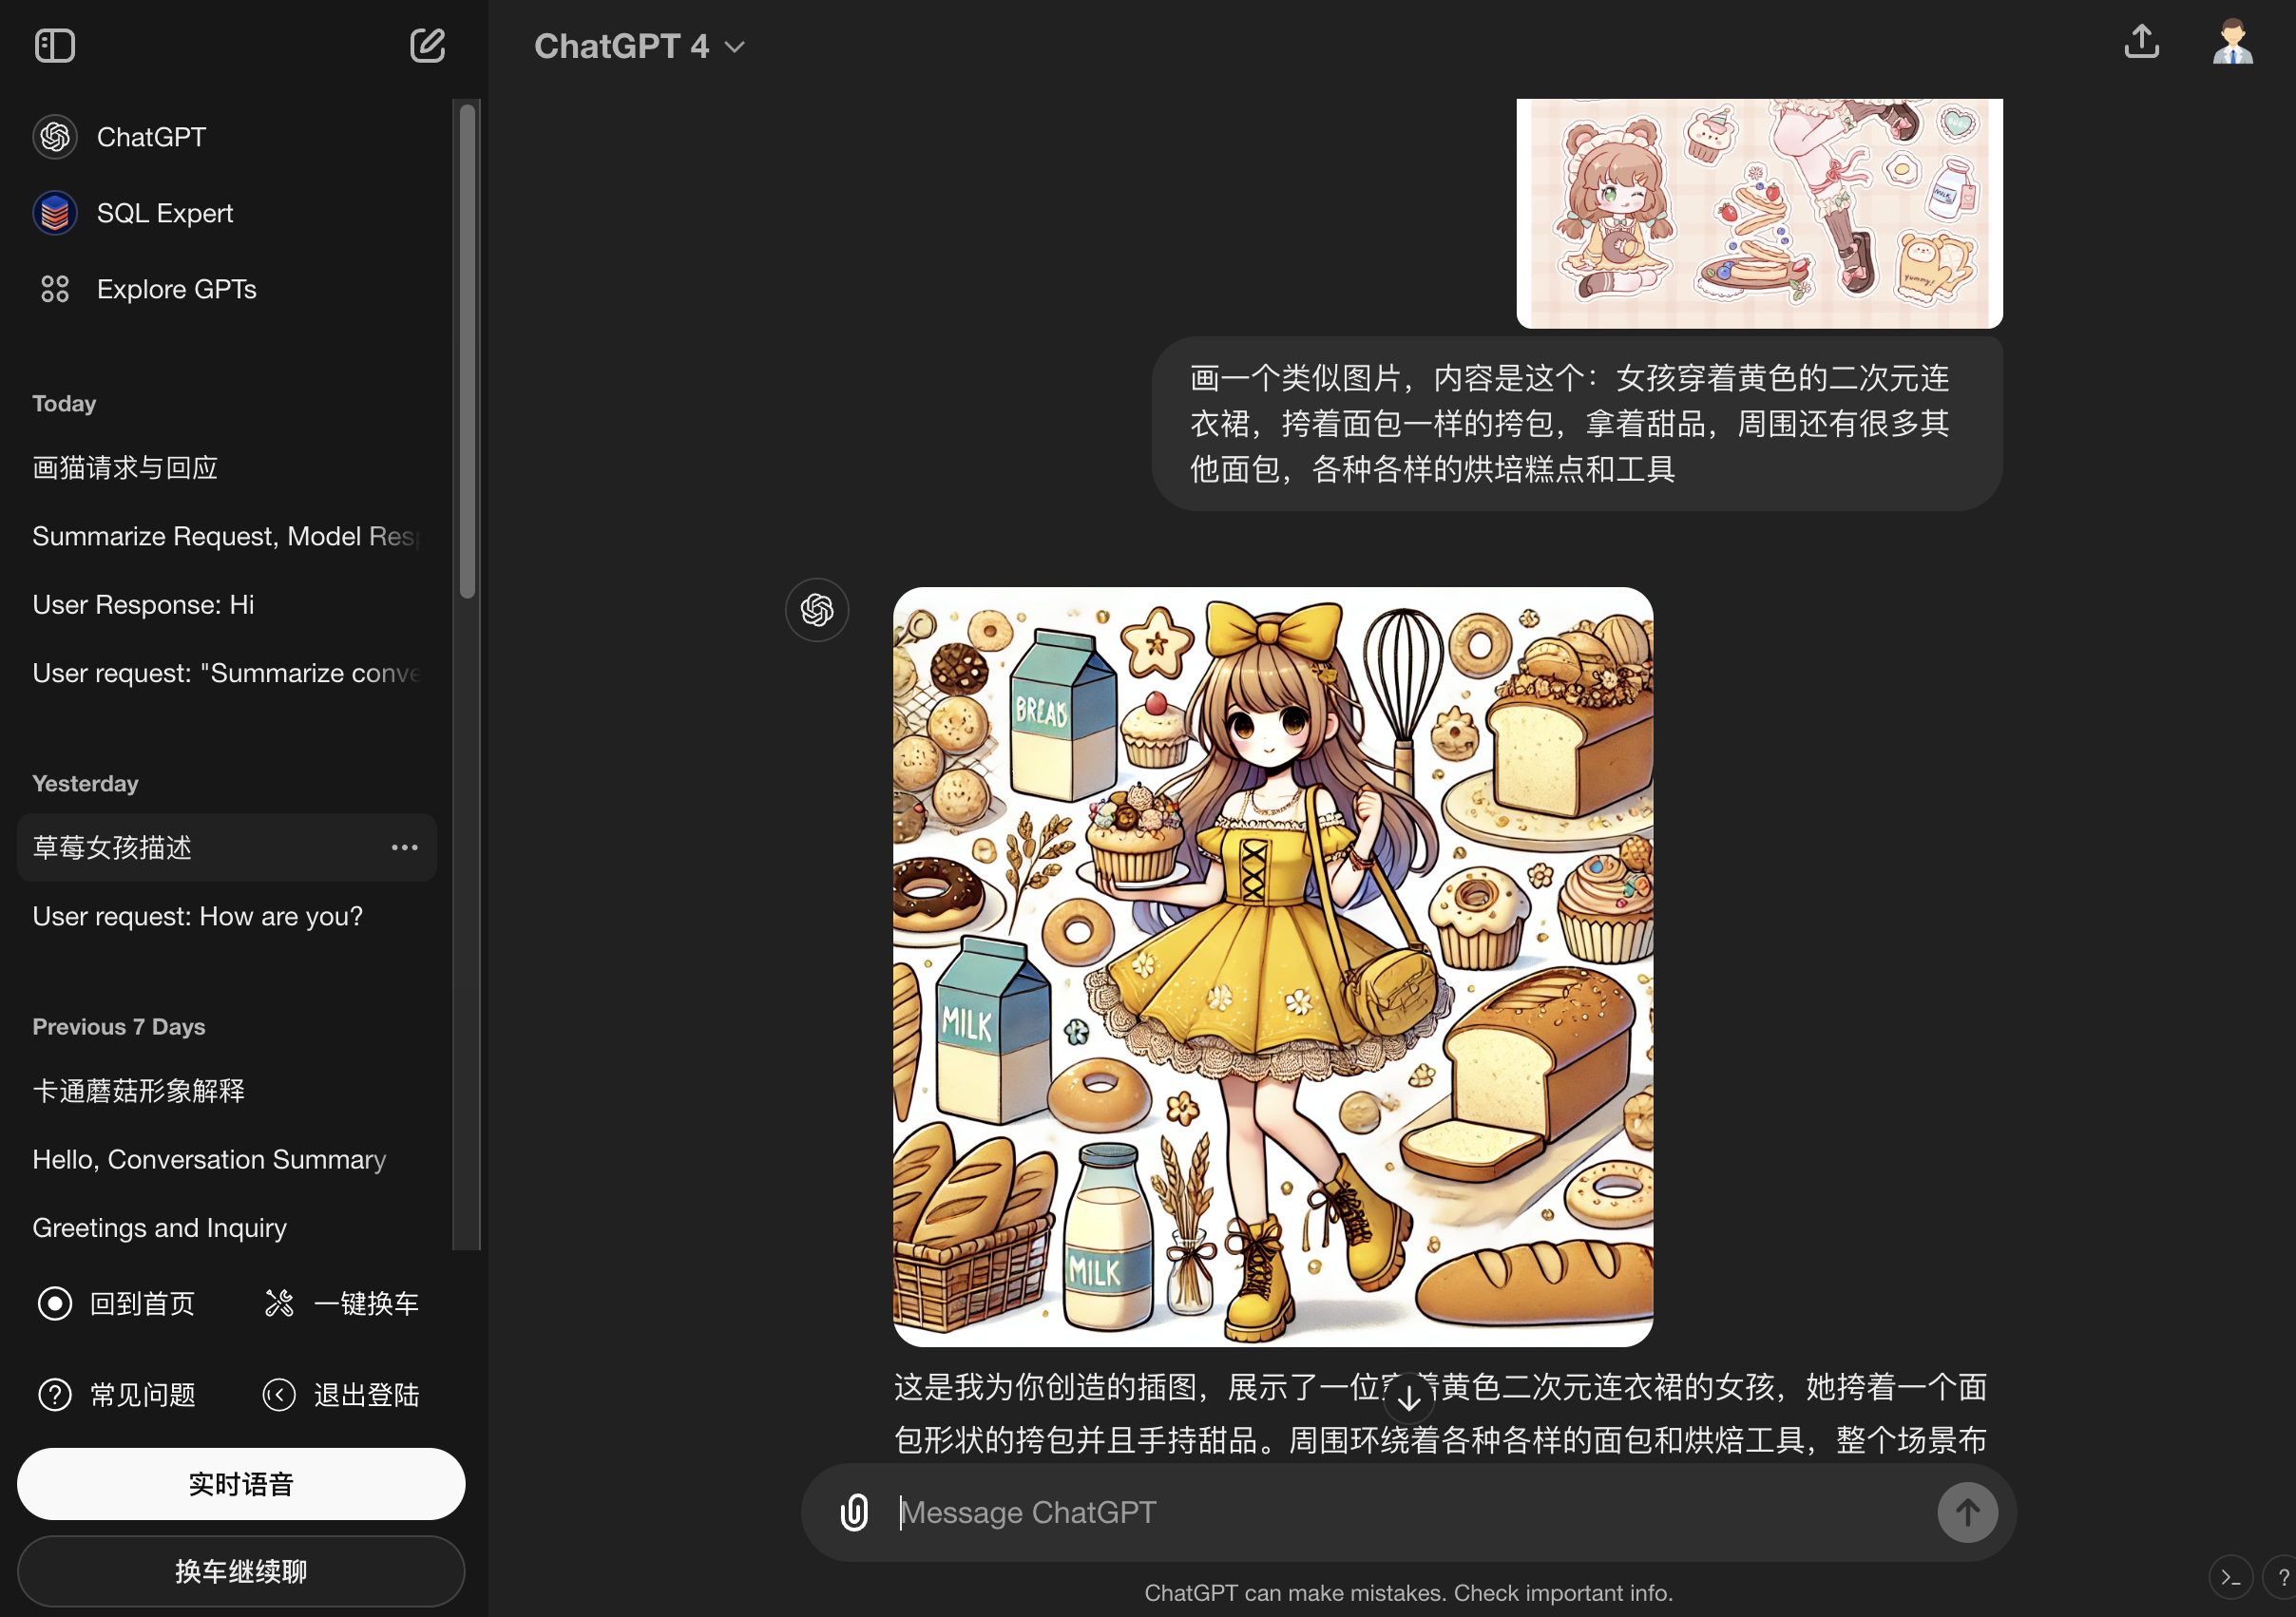 ChatGPT 4
ChatGPT
SQL Expert
Explore GPTs
Today
画猫请求与回应
Summarize Request, Model Res
User Response: Hi
User request: "Summarize conve
Yesterday
草莓女孩描述
User request: How are you?
Previous 7 Days
卡通蘑菇形象解释
Hello, Conversation Summary
Greetings and Inquiry
回到首页
一键换车
常见问题
退出登陆
实时语音
换车继续聊
MILK
yummy!
画一个类似图片，内容是这个：女孩穿着黄色的二次元连
衣裙，挎着面包一样的挎包，拿着甜品，周围还有很多其
他面包，各种各样的烘培糕点和工具
BREAD
MILK
MILK
这是我为你创造的插图，展示了一位穿着黄色二次元连衣裙的女孩，她挎着一个面
包形状的挎包并且手持甜品。周围环绕着各种各样的面包和烘焙工具，整个场景布
Message ChatGPT
ChatGPT can make mistakes. Check important info.
?